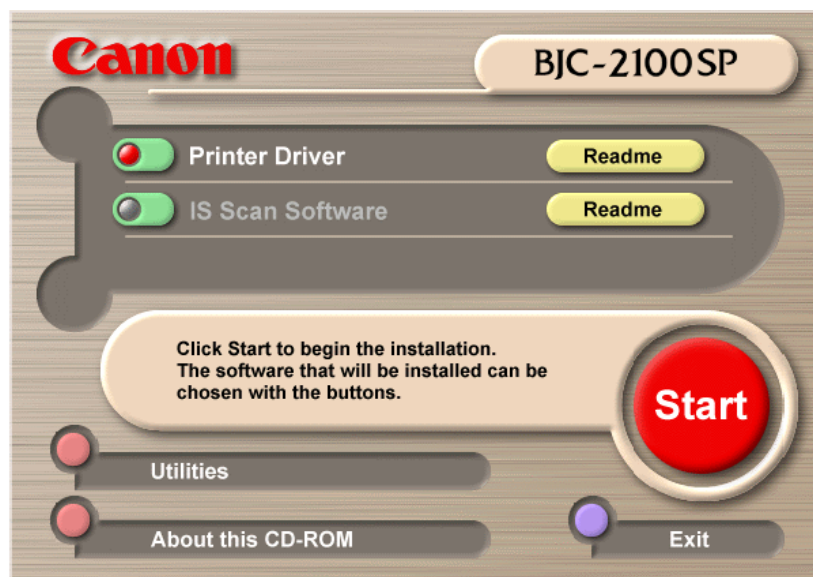 Canon
BJC-2100SP
Printer Driver
Readme
IS Scan Software
Readme
Click Start to begin the installation.
The software that will be installed can be
chosen with the buttons.
Start
Utilities
About this CD-ROM
Exit